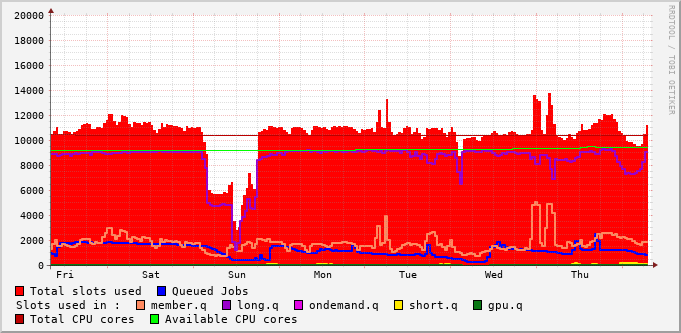 20000
18000
16000
14000
12000
10000
8000
6000
4000
2000
0
Fri Sat Sun Mon Tue Wed Thu
RRDTOOL / TOBI OETIKER
Total slots used Queued Jobs
Slots used in : member.q long.q ondemand.q short.q gpu.q
Total CPU cores Available CPU cores